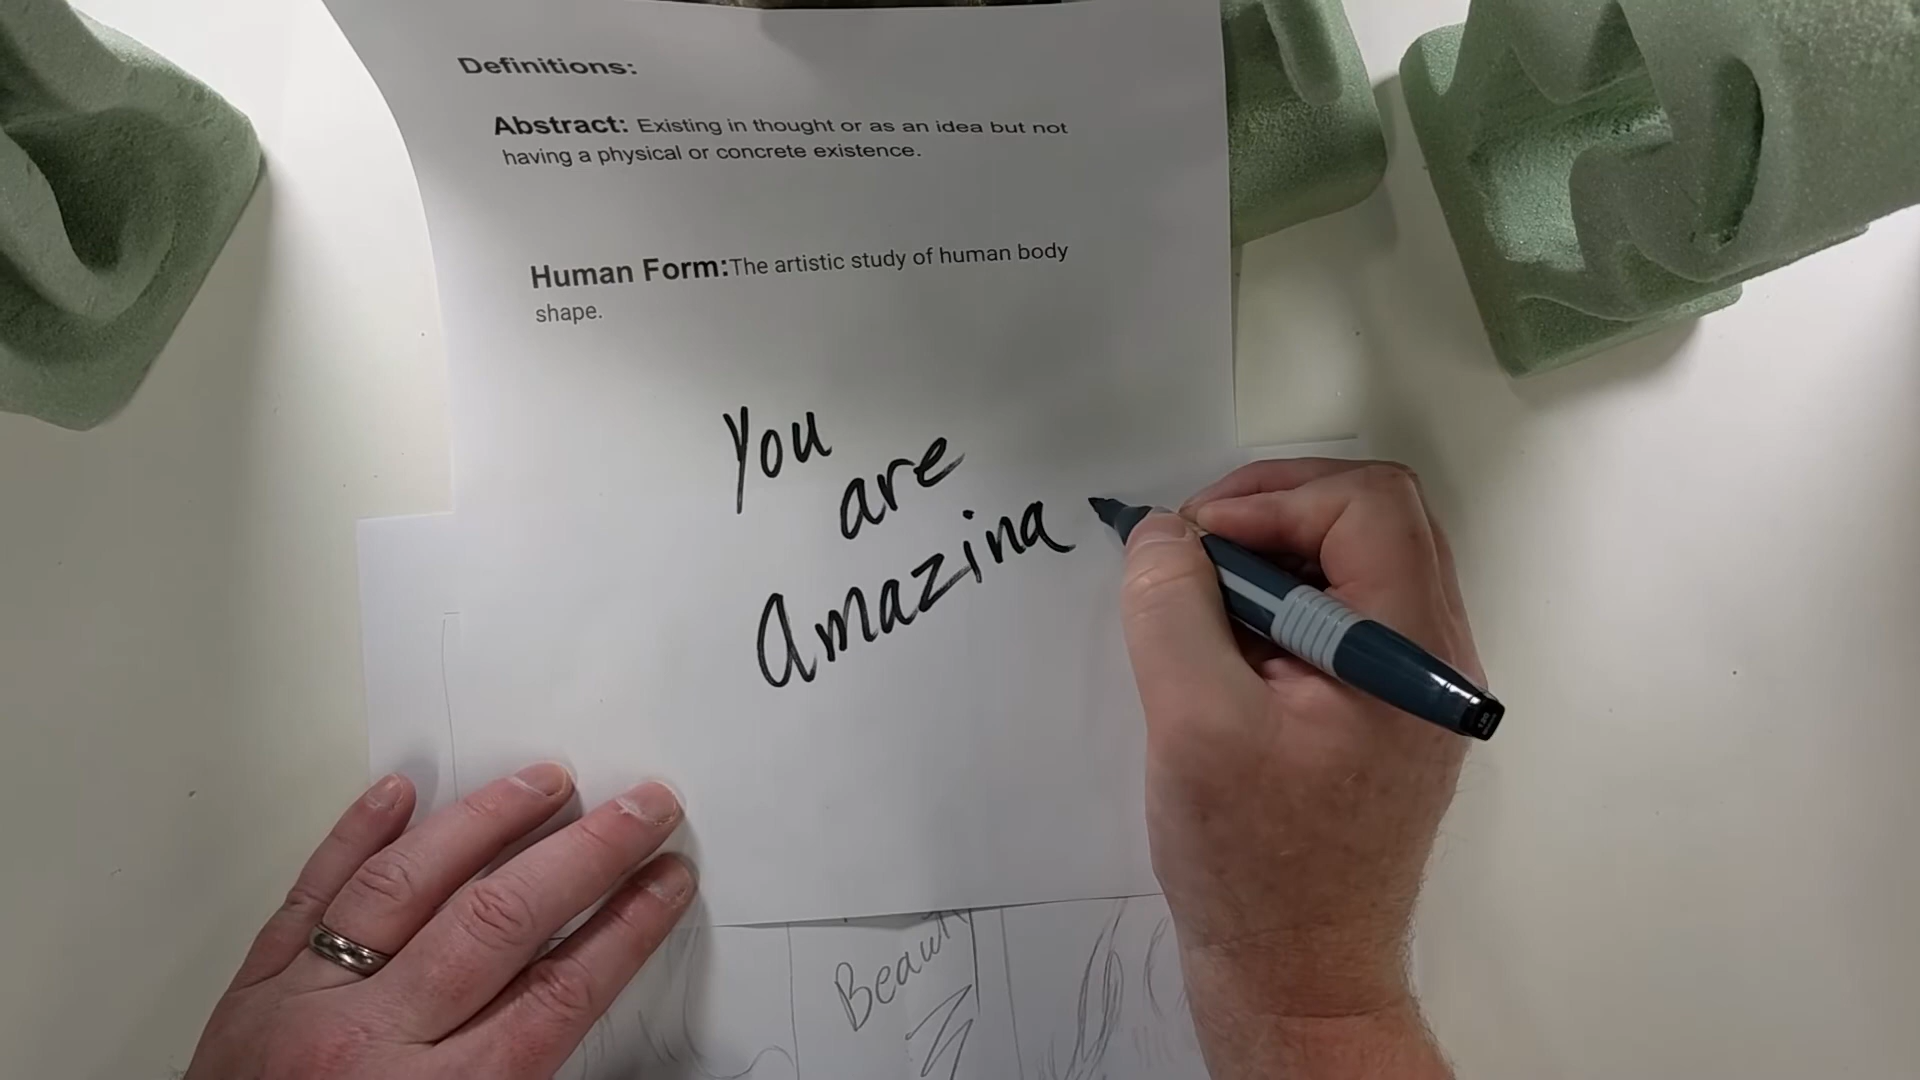 Definitions:
Abstract: Existing in thought or as an idea but not
having a physical or concrete existence.
Human Form:The artistic study of human body
shape.
You
are
Amazina